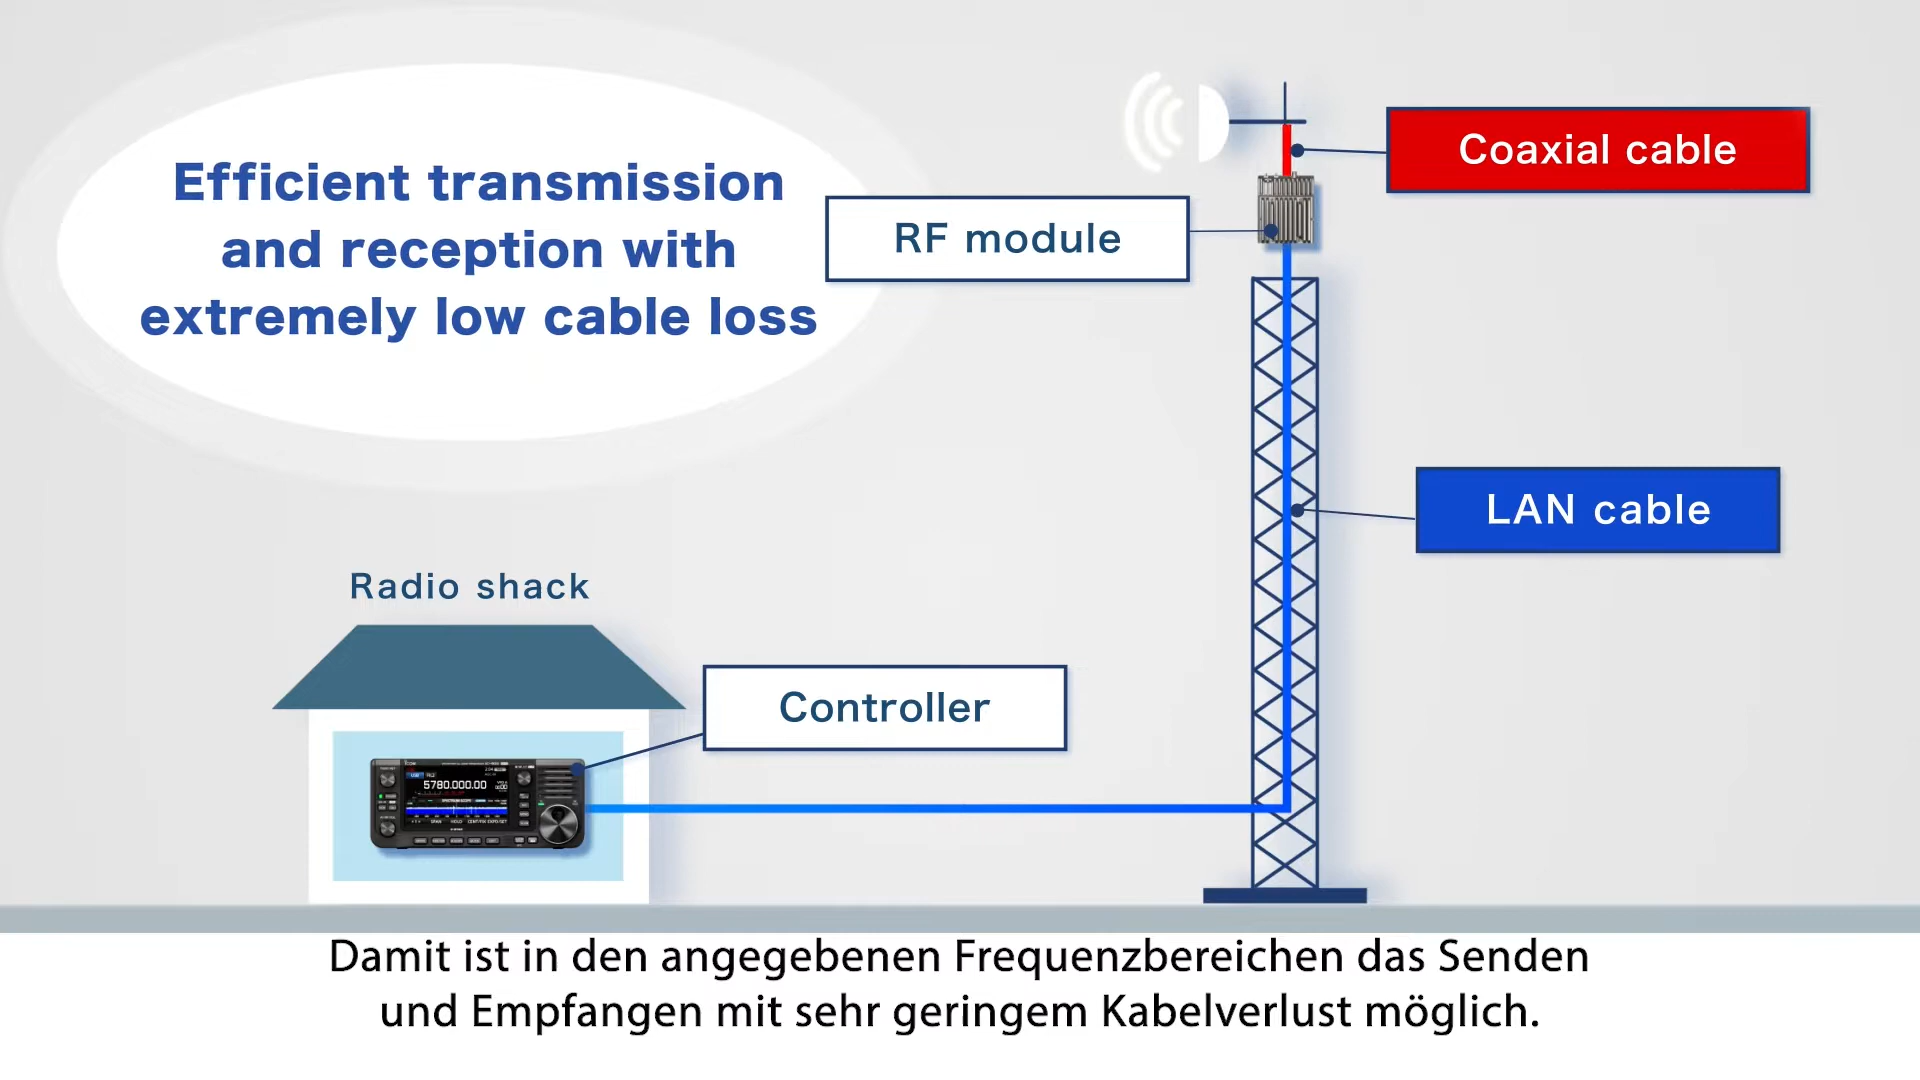 Efficient transmission
and reception with
extremely low cable loss
Coaxial cable
RF module
LAN cable
Radio shack
Controller
5780.000.00
Damit ist in den angegebenen Frequenzbereichen das Senden
und Empfangen mit sehr geringem Kabelverlust möglich.